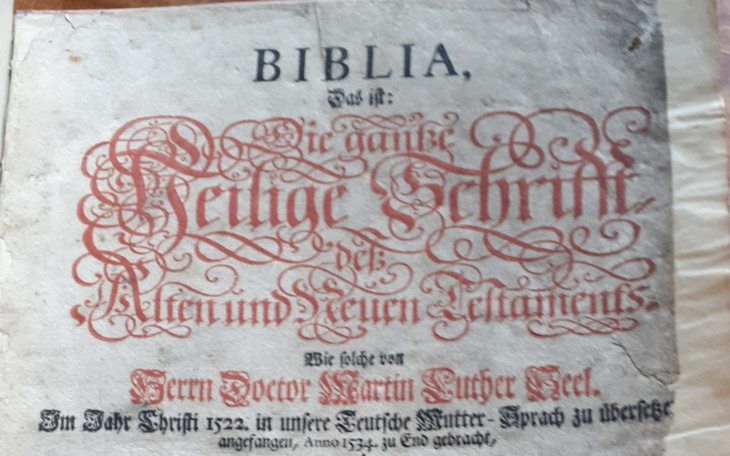 BIBLIA,
Das ist:
Die gantze
Heilige Schrifft
deß
Alten und Neuen Testaments,
Wie solche von
Herrn Doctor Martin Luther Seel.
Im Jahr Christi 1522. in unsere Teutsche Mutter-Sprach zu übersetze
angefangen, Anno 1534. zu End gebracht,